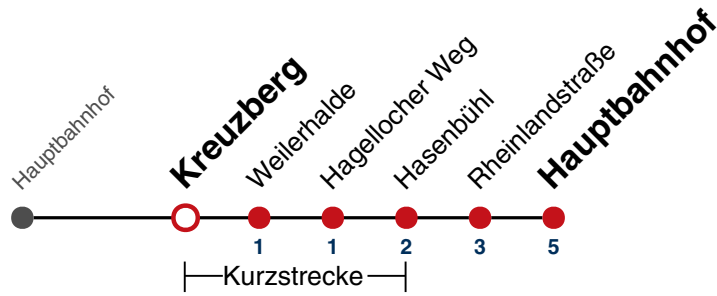 Hauptbahnhof
Kreuzberg
Weilerhalde
Hagellocher Weg
Hasenbühl
Rheinlandstraße
Hauptbahnhof
1 1 2 3 5
Kurzstrecke